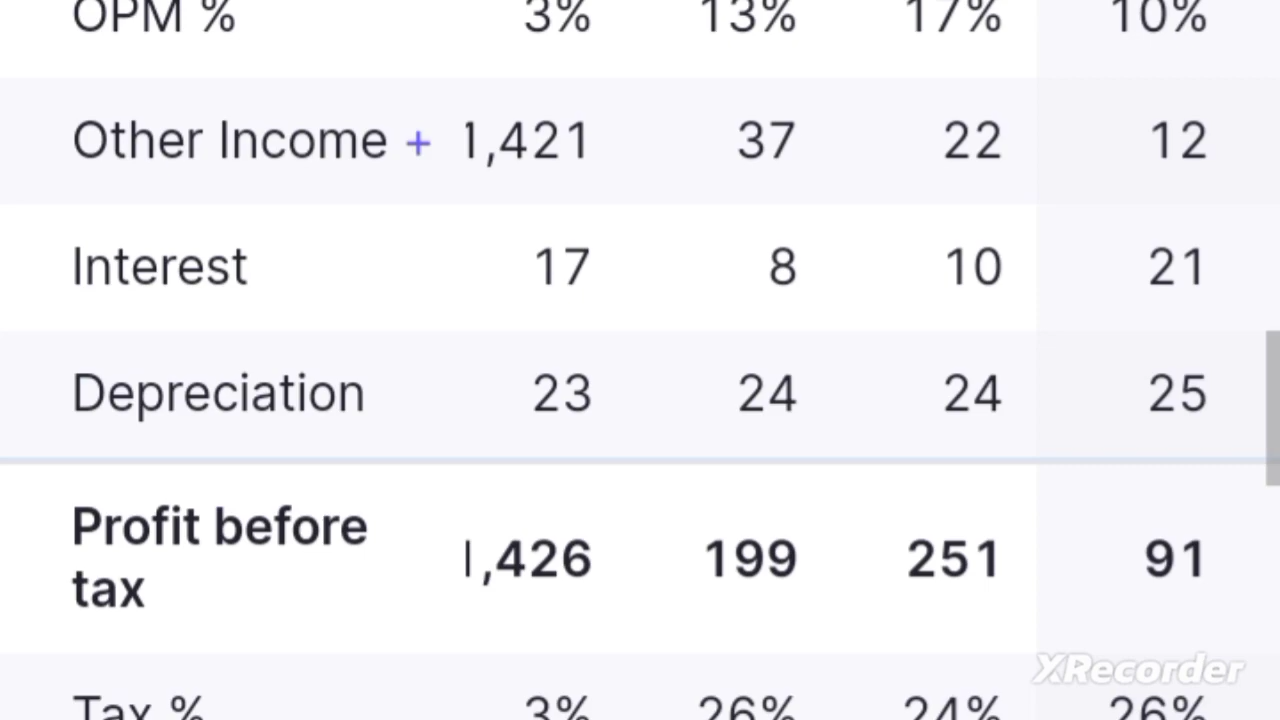 OPM % 3% 13% 17% 10%
Other Income + 1,421 37 22 12
Interest 17 8 10 21
Depreciation 23 24 24 25
Profit before
tax 1,426 199 251 91
XRecorder
Tax % 3% 26% 24% 26%